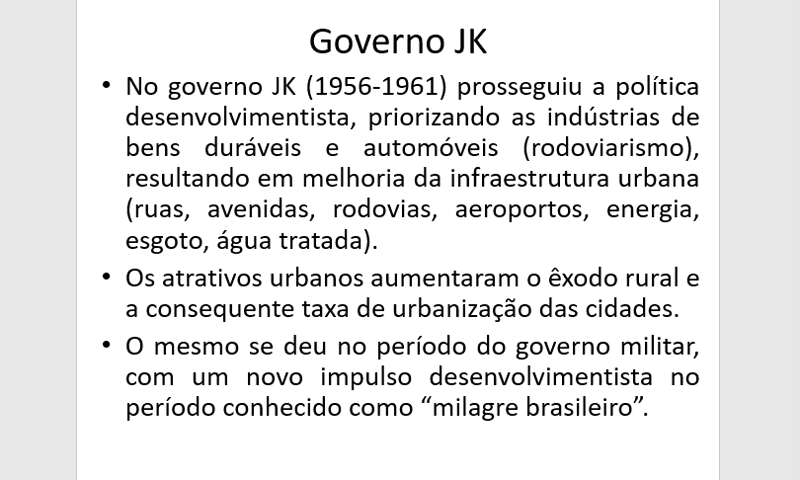 Governo JK
• No governo JK (1956-1961) prosseguiu a política
desenvolvimentista, priorizando as indústrias de
bens duráveis e automóveis (rodoviarismo),
resultando em melhoria da infraestrutura urbana
(ruas, avenidas, rodovias, aeroportos, energia,
esgoto, água tratada).
• Os atrativos urbanos aumentaram o êxodo rural e
a consequente taxa de urbanização das cidades.
• O mesmo se deu no período do governo militar,
com um novo impulso desenvolvimentista no
período conhecido como “milagre brasileiro”.